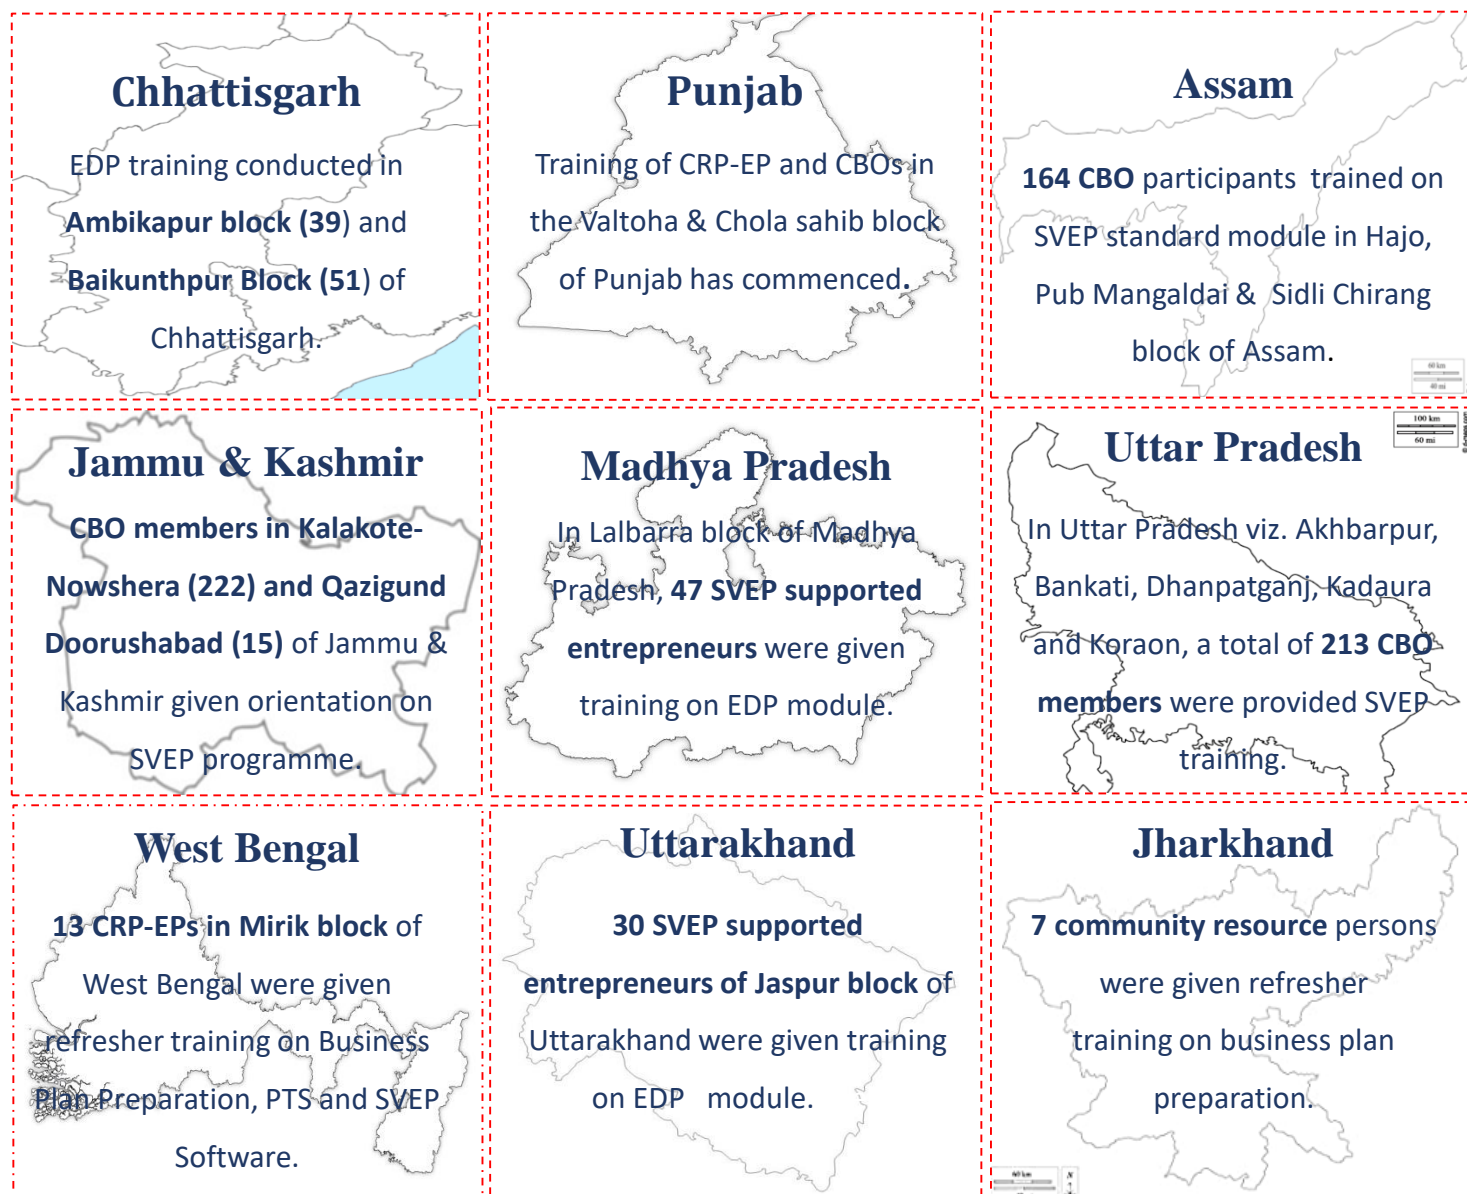 Chhattisgarh
EDP training conducted in
Ambikapur block (39) and
Baikunthpur Block (51) of
Chhattisgarh.
Punjab
Training of CRP-EP and CBOs in
the Valtoha & Chola sahib block
of Punjab has commenced.
Assam
164 CBO participants trained on
SVEP standard module in Hajo,
Pub Mangaldai & Sidli Chirang
block of Assam.
60 km
40 mi
Jammu & Kashmir
CBO members in Kalakote-
Nowshera (222) and Qazigund
Doorushabad (15) of Jammu &
Kashmir given orientation on
SVEP programme.
Madhya Pradesh
In Lalbarra block of Madhya
Pradesh, 47 SVEP supported
entrepreneurs were given
training on EDP module.
Uttar Pradesh
100 km
60 mi
In Uttar Pradesh viz. Akhbarpur,
Bankati, Dhanpatganj, Kadaura
and Koraon, a total of 213 CBO
members were provided SVEP
training.
West Bengal
13 CRP-EPs in Mirik block of
West Bengal were given
refresher training on Business
Plan Preparation, PTS and SVEP
Software.
Uttarakhand
30 SVEP supported
entrepreneurs of Jaspur block of
Uttarakhand were given training
on EDP module.
Jharkhand
7 community resource persons
were given refresher
training on business plan
preparation.
60 km
N